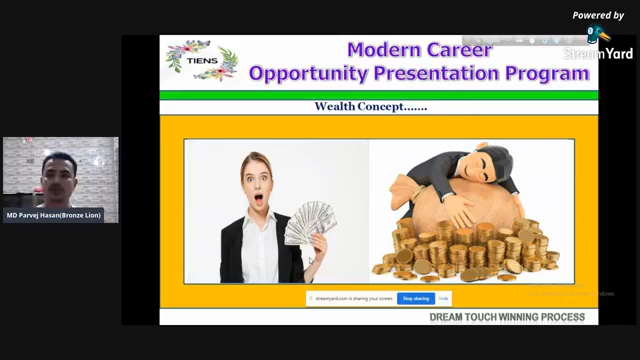 Powered by
StreamYard
TIENS
Modern Career
Opportunity Presentation Program
Wealth Concept.......
MD Parvej Hasan(Bronze Lion)
streamyard.com is sharing your screen.
Stop sharing
Hide
DREAM TOUCH WINNING PROCESS